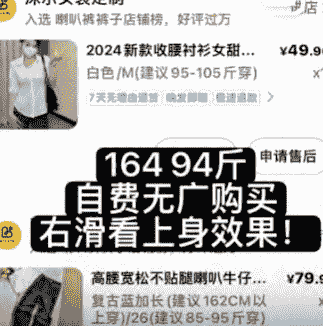 入选 喇叭裤裤子店铺榜，好评过万
2024新款收腰衬衫女甜...
¥49.9
白色/M(建议95-105斤穿)
申请售后
164 94斤
自费无广购买
右滑看上身效果！
高腰宽松不贴腿喇叭牛仔...
¥79.
复古蓝加长(建议162CM以
上穿)/26(建议85-95斤穿)